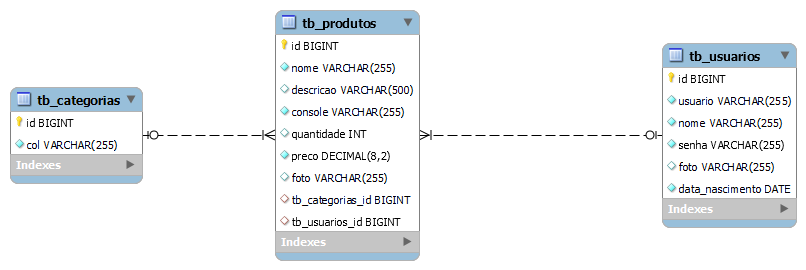 tb_categorias
id BIGINT
col VARCHAR(255)
Indexes
tb_produtos
id BIGINT
nome VARCHAR(255)
descricao VARCHAR(500)
console VARCHAR(255)
quantidade INT
preco DECIMAL(8,2)
foto VARCHAR(255)
tb_categorias_id BIGINT
tb_usuarios_id BIGINT
Indexes
tb_usuarios
id BIGINT
usuario VARCHAR(255)
nome VARCHAR(255)
senha VARCHAR(255)
foto VARCHAR(255)
data_nascimento DATE
Indexes